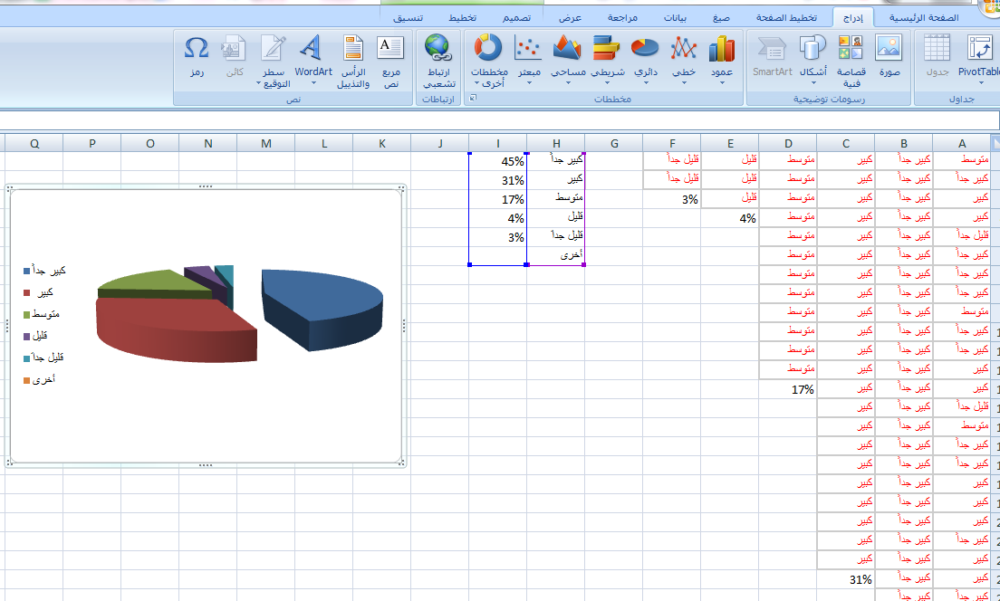 الصفحة الرئيسية إدراج تخطيط الصفحة صيغ بيانات مراجعة عرض تصميم تخطيط تنسيق
PivotTable جدول صورة قصاصة فنية أشكال SmartArt عمود خطي دائري شريطي مساحي مبعثر مخططات أخرى ارتباط تشعبي مربع نص الرأس والتذييل WordArt سطر التوقيع كائن رمز
جداول رسومات توضيحية مخططات ارتباطات نص
A B C D E F G H I J K L M N O P Q
متوسط كبير جداً كبير متوسط قليل قليل جداً كبير جداً 45%
كبير جداً كبير جداً كبير متوسط قليل قليل جداً كبير 31%
كبير كبير جداً كبير متوسط قليل 3% متوسط 17%
كبير كبير جداً كبير متوسط 4% قليل 4%
قليل جداً كبير جداً كبير متوسط قليل جداً 3%
كبير جداً كبير جداً كبير متوسط أخرى
كبير جداً كبير جداً كبير متوسط
كبير جداً كبير جداً كبير متوسط
متوسط كبير جداً كبير متوسط
كبير جداً كبير جداً كبير متوسط
كبير جداً كبير جداً كبير متوسط
كبير كبير جداً كبير متوسط
كبير كبير جداً كبير 17%
قليل جداً كبير جداً كبير
متوسط كبير جداً كبير
كبير جداً كبير جداً كبير
كبير جداً كبير جداً كبير
كبير كبير جداً كبير
كبير كبير جداً كبير
كبير كبير جداً كبير
كبير جداً كبير جداً كبير
كبير كبير جداً كبير
كبير كبير جداً 31%
كبير جداً كبير جداً
كبير جداً
كبير
متوسط
قليل
قليل جداً
أخرى